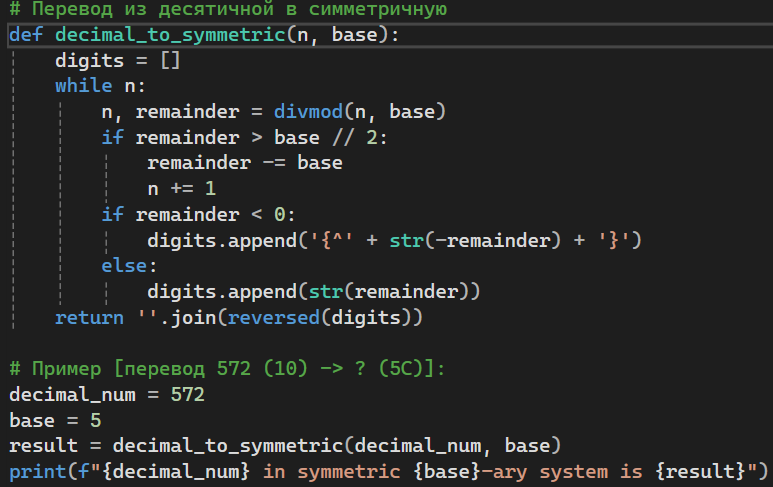 # Перевод из десятичной в симметричную
def decimal_to_symmetric(n, base):
    digits = []
    while n:
        n, remainder = divmod(n, base)
        if remainder > base // 2:
            remainder -= base
            n += 1
        if remainder < 0:
            digits.append('{^' + str(-remainder) + '}')
        else:
            digits.append(str(remainder))
    return ''.join(reversed(digits))

# Пример [перевод 572 (10) -> ? (5С)]:
decimal_num = 572
base = 5
result = decimal_to_symmetric(decimal_num, base)
print(f"{decimal_num} in symmetric {base}-ary system is {result}")